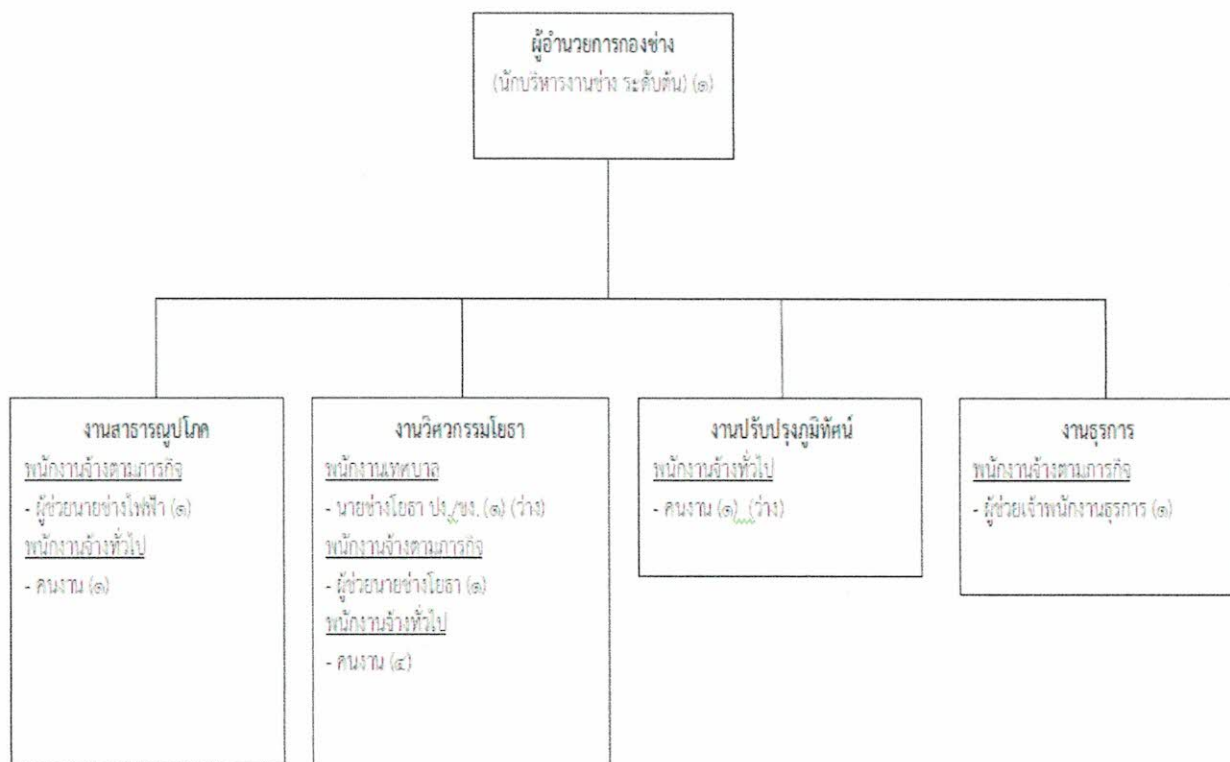 ผู้อำนวยการกองช่าง
(นักบริหารงานช่าง ระดับต้น) (๑)
งานสาธารณูปโภค
พนักงานจ้างตามภารกิจ
- ผู้ช่วยนายช่างไฟฟ้า (๑)
พนักงานจ้างทั่วไป
- คนงาน (๑)
งานวิศวกรรมโยธา
พนักงานเทศบาล
- นายช่างโยธา ปง./ชง. (๑) (ว่าง)
พนักงานจ้างตามภารกิจ
- ผู้ช่วยนายช่างโยธา (๑)
พนักงานจ้างทั่วไป
- คนงาน (๔)
งานปรับปรุงภูมิทัศน์
พนักงานจ้างทั่วไป
- คนงาน (๑) (ว่าง)
งานธุรการ
พนักงานจ้างตามภารกิจ
- ผู้ช่วยเจ้าพนักงานธุรการ (๑)